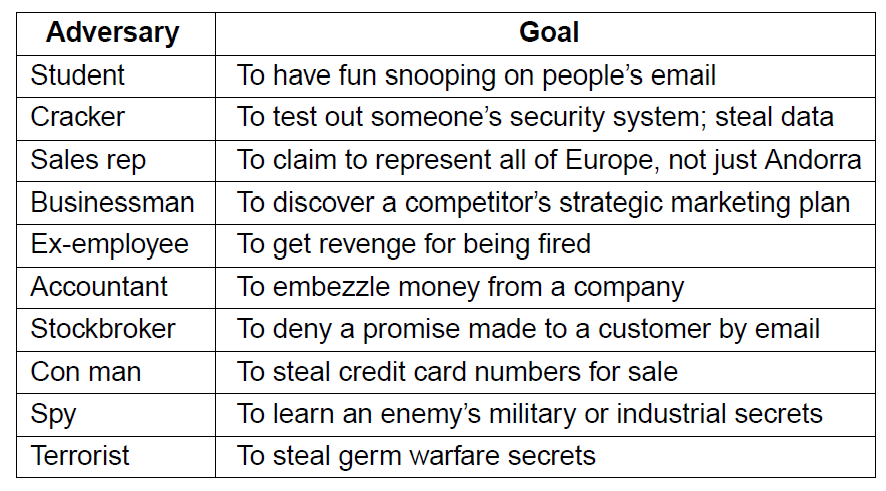 Adversary Goal
Student To have fun snooping on people’s email
Cracker To test out someone’s security system; steal data
Sales rep To claim to represent all of Europe, not just Andorra
Businessman To discover a competitor’s strategic marketing plan
Ex-employee To get revenge for being fired
Accountant To embezzle money from a company
Stockbroker To deny a promise made to a customer by email
Con man To steal credit card numbers for sale
Spy To learn an enemy’s military or industrial secrets
Terrorist To steal germ warfare secrets